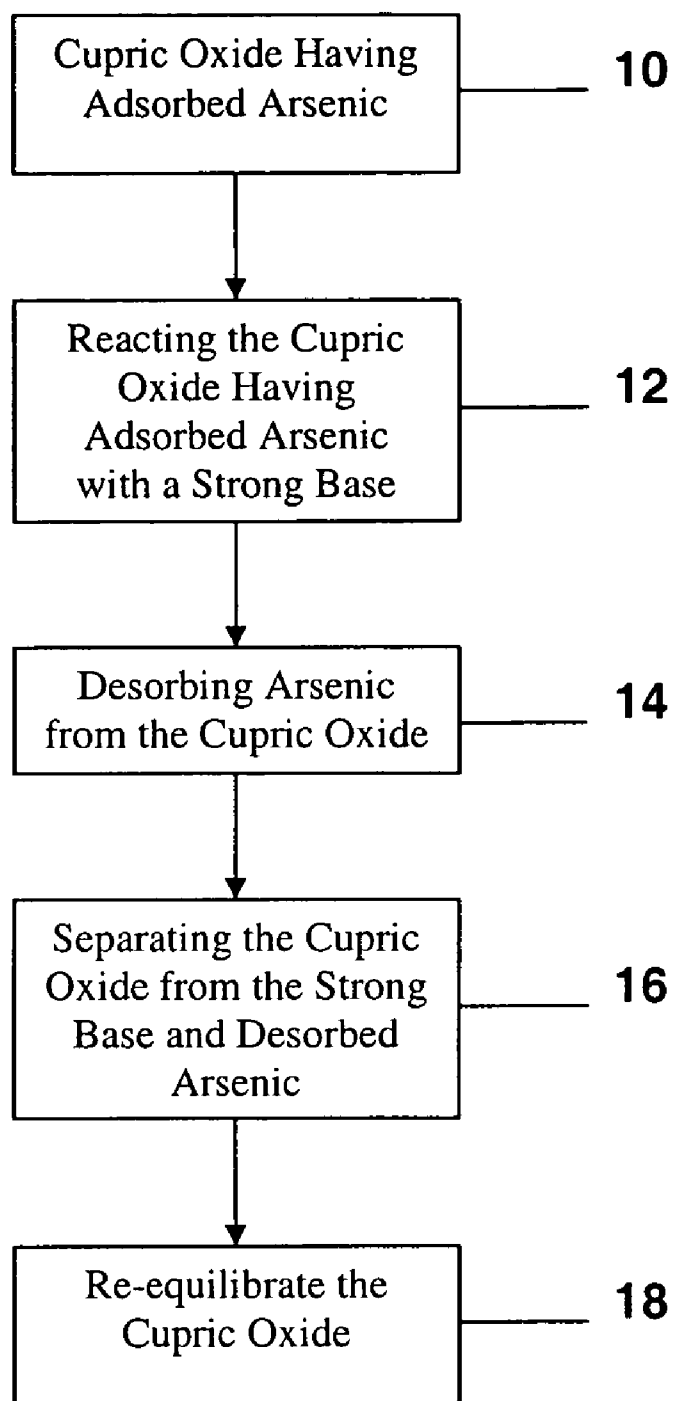 Cupric Oxide Having
Adsorbed Arsenic
10
Reacting the Cupric
Oxide Having
Adsorbed Arsenic
with a Strong Base
12
Desorbing Arsenic
from the Cupric Oxide
14
Separating the Cupric
Oxide from the Strong
Base and Desorbed
Arsenic
16
Re-equilibrate the
Cupric Oxide
18